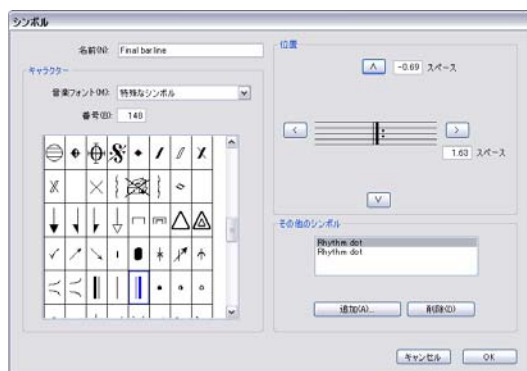 シンボル
名前(N): Final barline
キャラクター
音楽フォント(M): 特殊なシンボル
番号(B): 148
位置
-0.69 スペース
1.63 スペース
その他のシンボル
Rhythm dot
Rhythm dot
追加(A)... 削除(D)
キャンセル OK